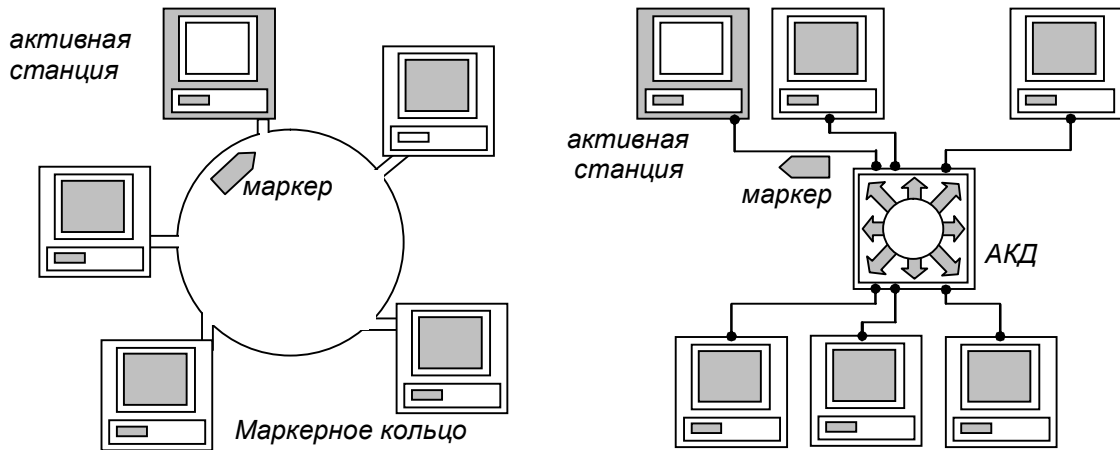 активная
станция
маркер
Маркерное кольцо
активная
станция
маркер
АКД